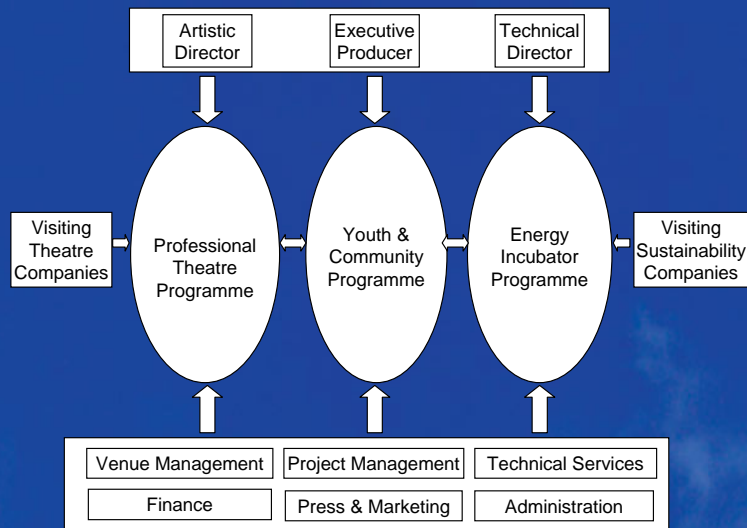 Artistic
Director
Executive
Producer
Technical
Director
Visiting
Theatre
Companies
Professional
Theatre
Programme
Youth &
Community
Programme
Energy
Incubator
Programme
Visiting
Sustainability
Companies
Venue Management
Project Management
Technical Services
Finance
Press & Marketing
Administration